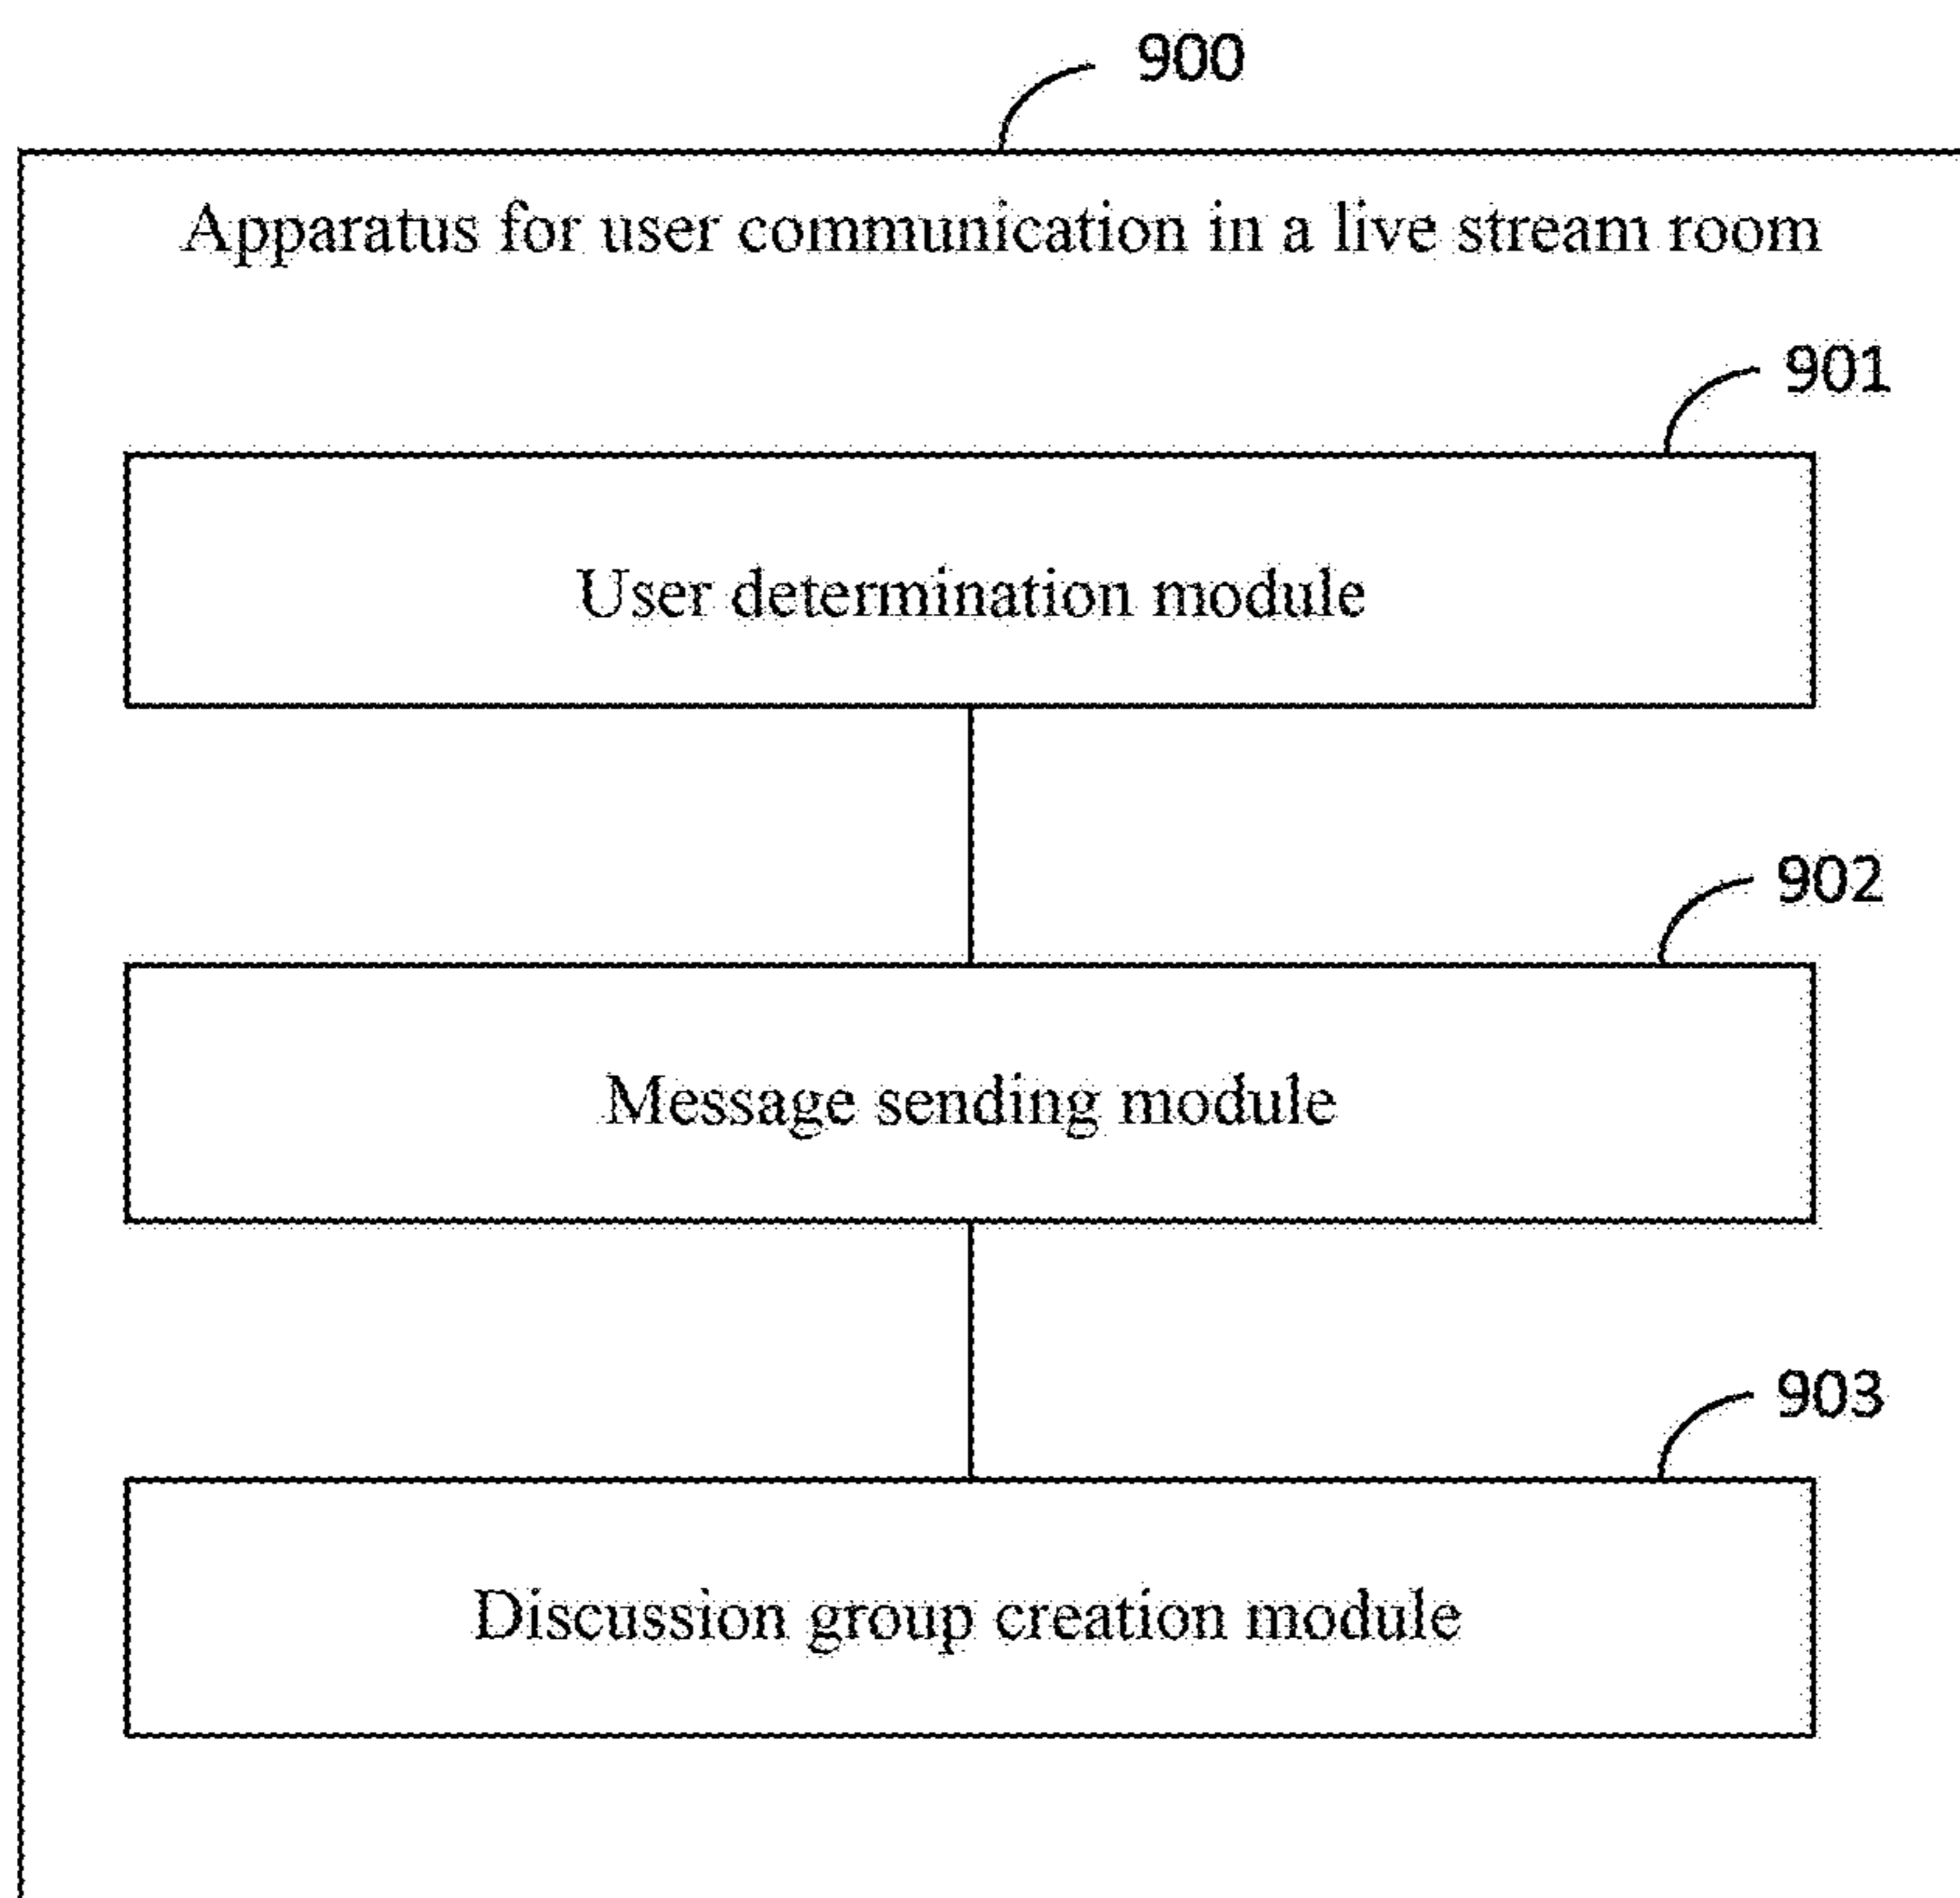 900
Apparatus for user communication in a live stream room
901
User determination module
902
Message sending module
903
Discussion group creation module